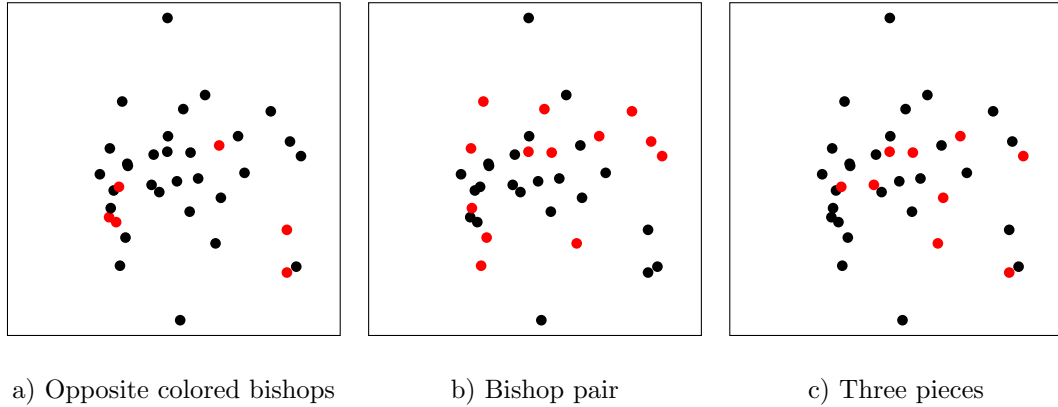 a) Opposite colored bishops
b) Bishop pair
c) Three pieces